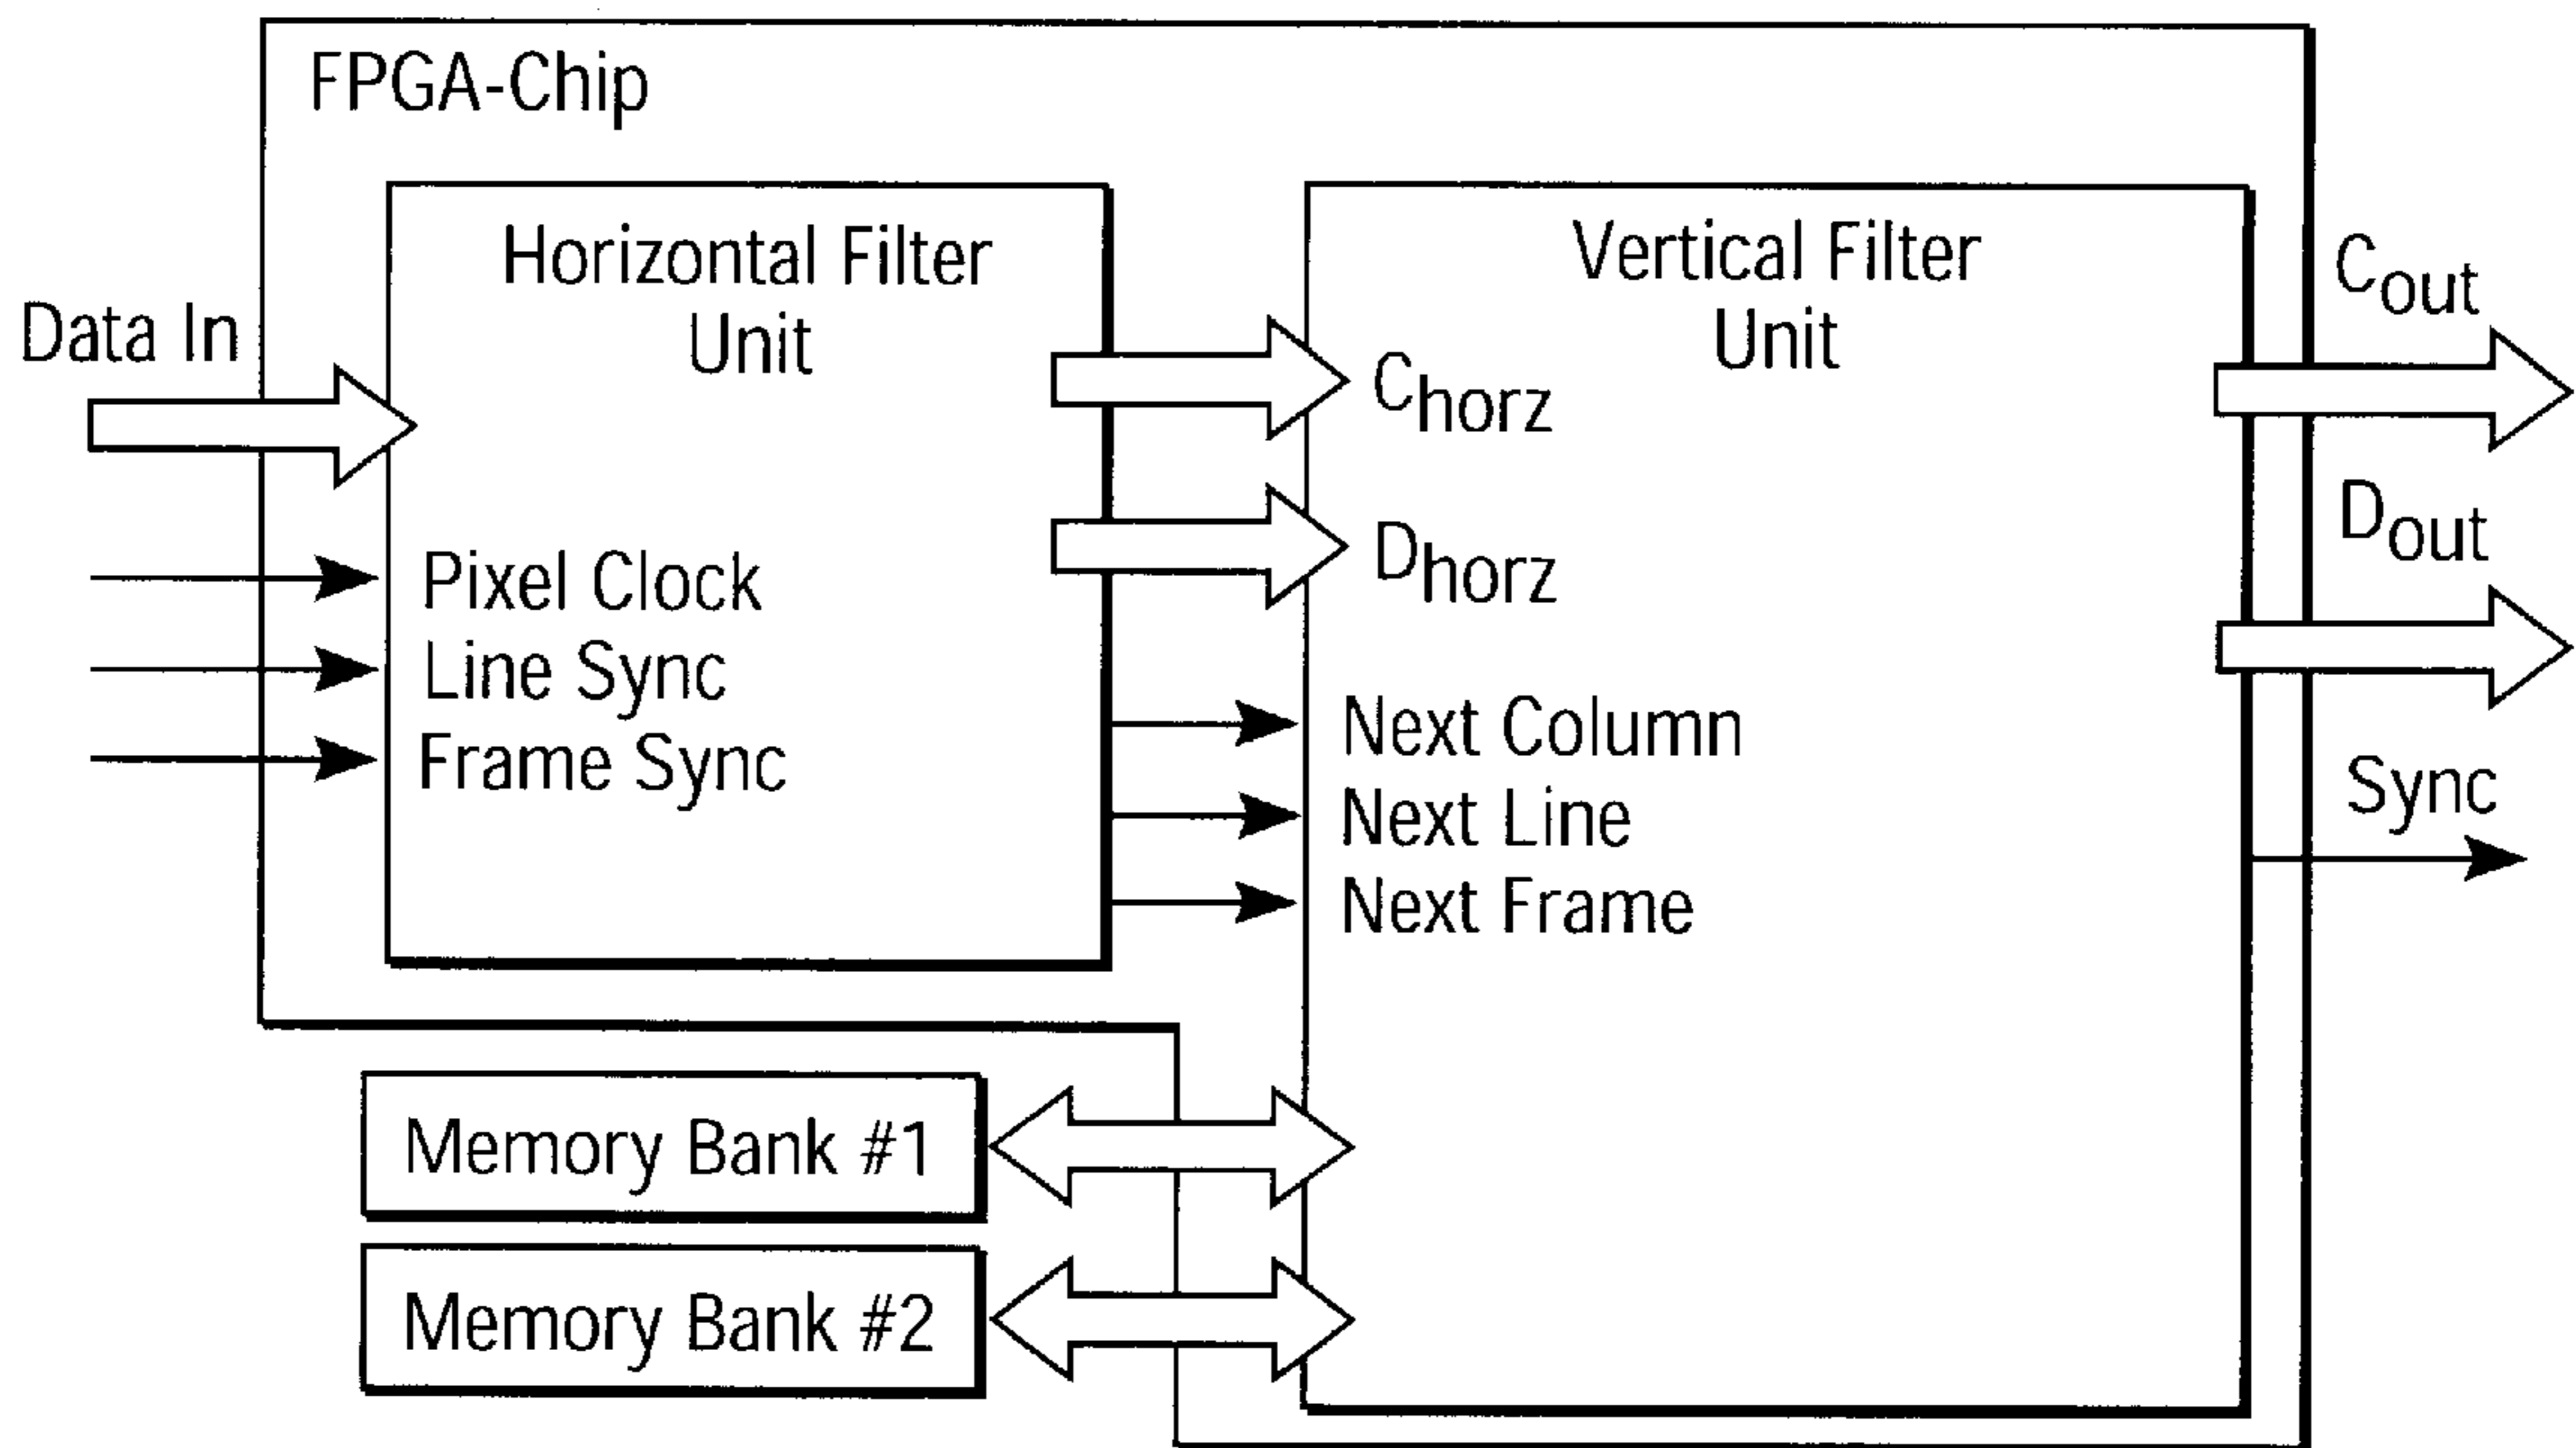 FPGA-Chip
Data In
Horizontal Filter
Unit
Pixel Clock
Line Sync
Frame Sync
Vertical Filter
Unit
Chorz
Dhorz
Next Column
Next Line
Next Frame
Cout
Dout
Sync
Memory Bank #1
Memory Bank #2